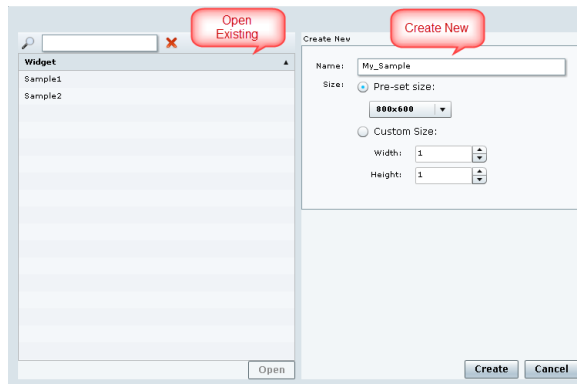 Open
Existing
Create New
Create New
Widget
Sample1
Sample2
Open
Name: My_Sample
Size: Pre-set size:
800x600
Custom Size:
Width: 1
Height: 1
Create Cancel